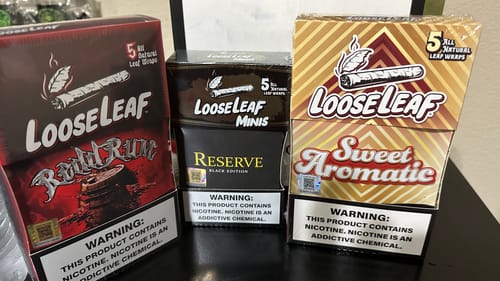 5 All
Natural
Leaf Wraps
LOOSELEAF
Redd Rum
WARNING:
THIS PRODUCT CONTAINS
NICOTINE. NICOTINE IS AN
ADDICTIVE CHEMICAL.
5 ALL NATURAL
LEAF WRAPS
LOOSELEAF
MINIS
RESERVE
BLACK EDITION
WARNING:
THIS PRODUCT CONTAINS
NICOTINE. NICOTINE IS AN
ADDICTIVE CHEMICAL.
5 ALL
NATURAL
LEAF WRAPS
LOOSELEAF
Sweet
Aromatic
WARNING:
THIS PRODUCT CONTAINS
NICOTINE. NICOTINE IS AN
ADDICTIVE CHEMICAL.